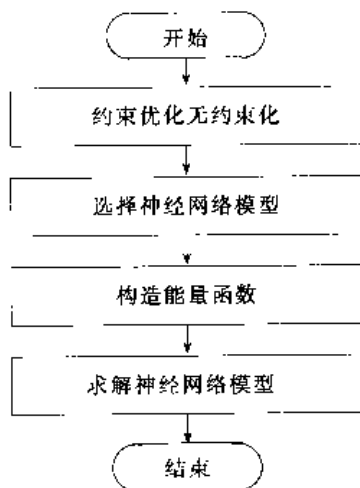 开始
约束优化无约束化
选择神经网络模型
构造能量函数
求解神经网络模型
结束